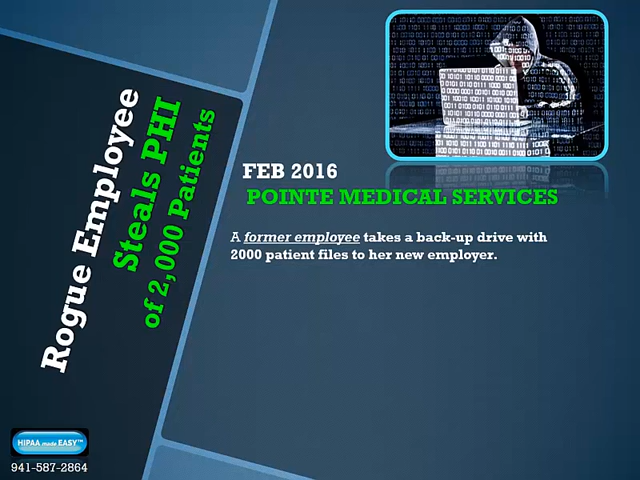 Rogue Employee
Steals PHI
of 2,000 Patients
FEB 2016
POINTE MEDICAL SERVICES
A former employee takes a back-up drive with
2000 patient files to her new employer.
HIPAA made EASY™
941-587-2864